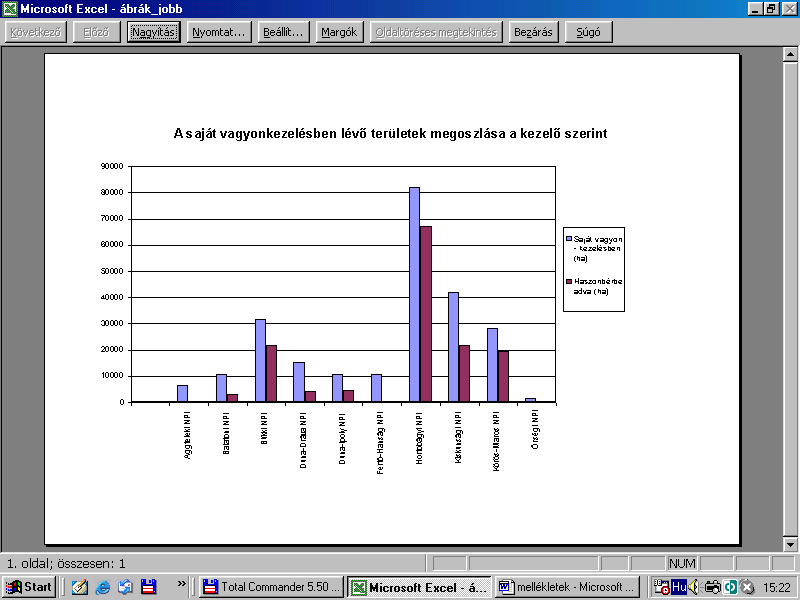 Microsoft Excel - ábrák_jobb
Következő Előző Nagyítás Nyomtat... Beállít... Margók Oldaltöréses megtekintés Bezárás Súgó
A saját vagyonkezelésben lévő területek megoszlása a kezelő szerint
90000
80000
70000
60000
50000
40000
30000
20000
10000
0
Saját vagyon
- kezelésben
(ha)
Haszonbérbe
adva (ha)
Aggteleki NPI
Balatoni NPI
Bükki NPI
Duna-Dráva NPI
Duna-Ipoly NPI
Fertő-Hanság NPI
Hortobágyi NPI
Kiskunsági NPI
Körös-Maros NPI
Őrségi NPI
1. oldal; összesen: 1
NUM
Start
»
Total Commander 5.50 ...
Microsoft Excel - á...
mellékletek - Microsoft ...
Hu
15:22